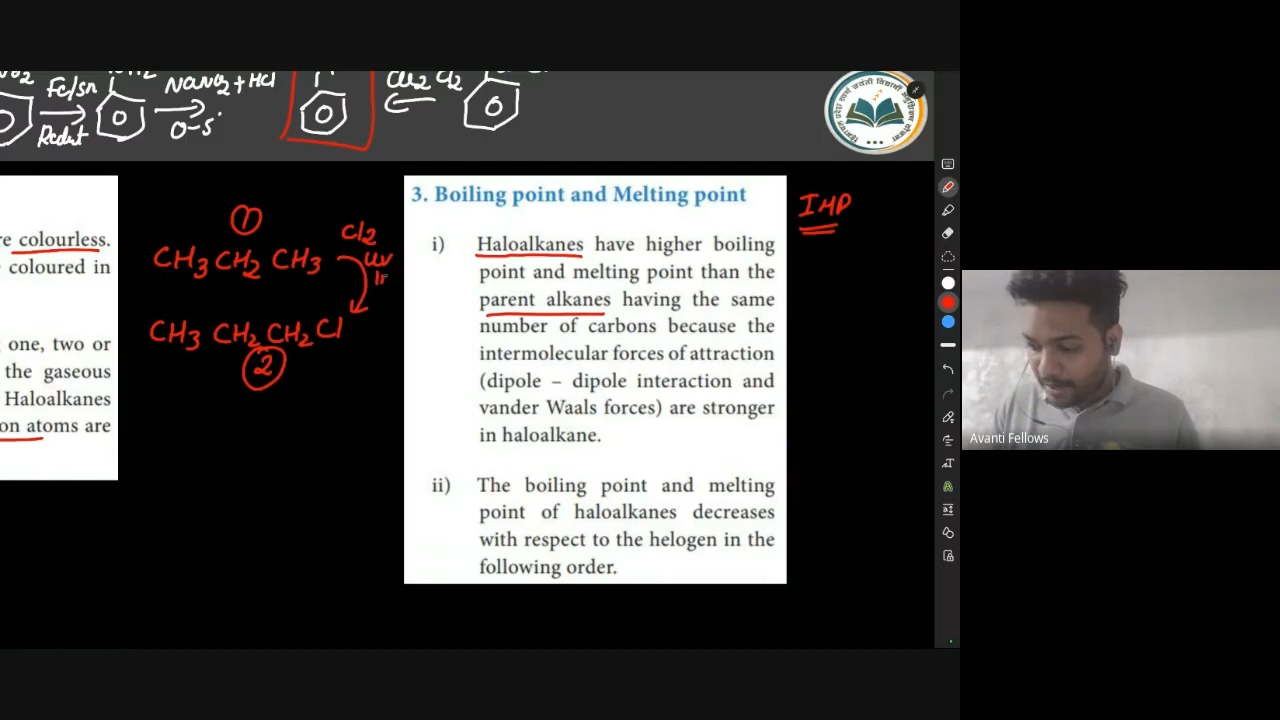 Fe/sn
NaNO2 + HCl
Cu2 Cl2
0-5°
re colourless.
coloured in
one, two or
the gaseous
Haloalkanes
on atoms are
①
CH3 CH2 CH3
Cl2
uv
CH3 CH2 CH2 Cl
②
3. Boiling point and Melting point
IMP
i) Haloalkanes have higher boiling
point and melting point than the
parent alkanes having the same
number of carbons because the
intermolecular forces of attraction
(dipole – dipole interaction and
vander Waals forces) are stronger
in haloalkane.
ii) The boiling point and melting
point of haloalkanes decreases
with respect to the helogen in the
following order.
Avanti Fellows